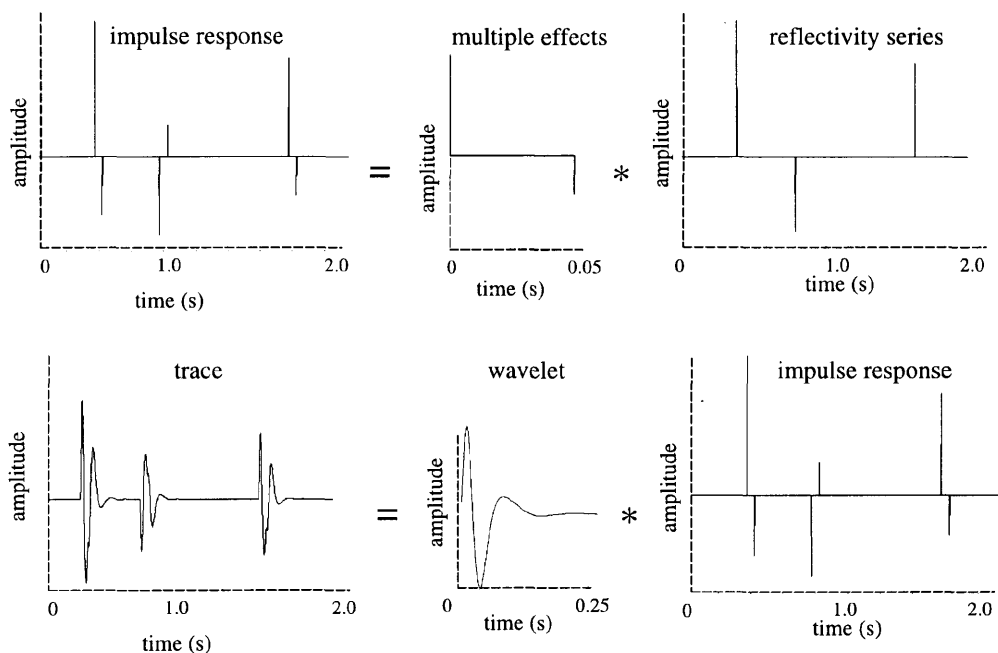 impulse response
multiple effects
reflectivity series
amplitude
amplitude
amplitude
=
*
0 1.0 2.0
0 0.05
0 1.0 2.0
time (s)
time (s)
time (s)
trace
wavelet
impulse response
amplitude
amplitude
amplitude
=
*
0 1.0 2.0
0 0.25
0 1.0 2.0
time (s)
time (s)
time (s)